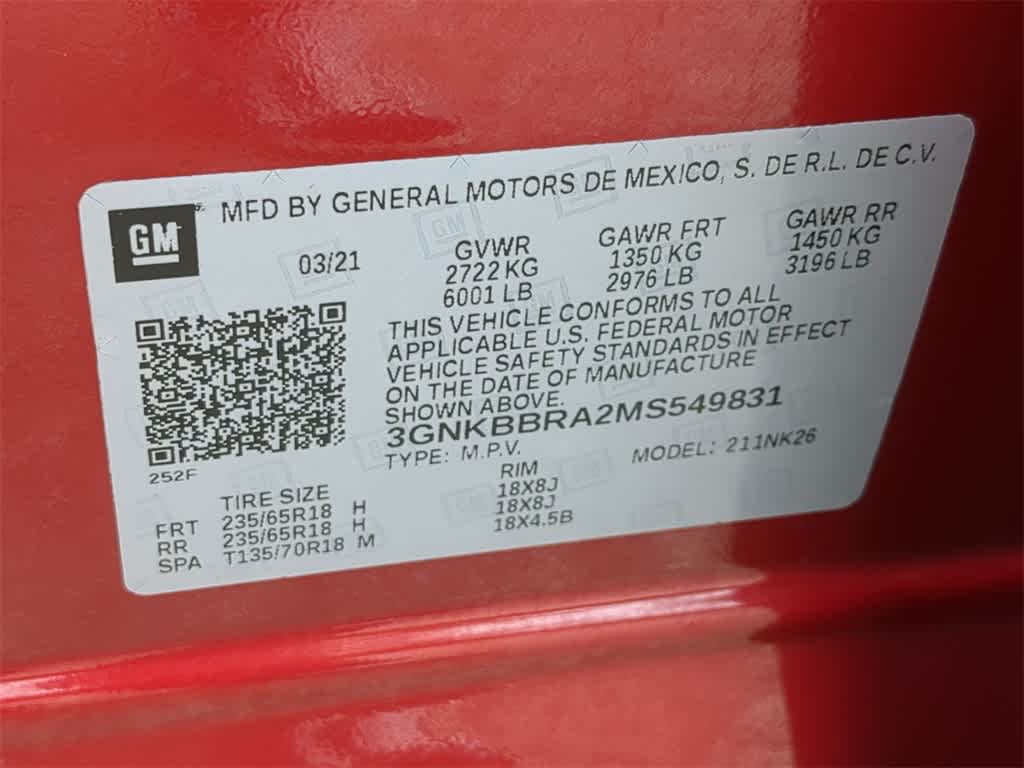 GM MFD BY GENERAL MOTORS DE MEXICO, S. DE R.L. DE C.V.
03/21
GVWR
2722 KG
6001 LB
GAWR FRT
1350 KG
2976 LB
GAWR RR
1450 KG
3196 LB
THIS VEHICLE CONFORMS TO ALL
APPLICABLE U.S. FEDERAL MOTOR
VEHICLE SAFETY STANDARDS IN EFFECT
ON THE DATE OF MANUFACTURE
SHOWN ABOVE.
3GNKBBRA2MS549831
TYPE: M.P.V. MODEL: 211NK26
252F
TIRE SIZE RIM
FRT 235/65R18 H 18X8J
RR 235/65R18 H 18X8J
SPA T135/70R18 M 18X4.5B